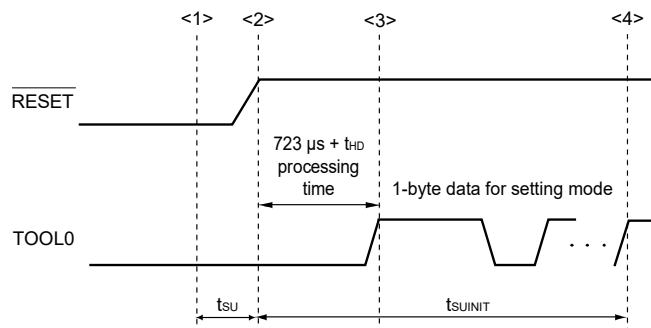 <1> <2> <3> <4>
RESET
723 µs + tHD
processing
time
1-byte data for setting mode
TOOL0
. . .
tSU
tSUINIT